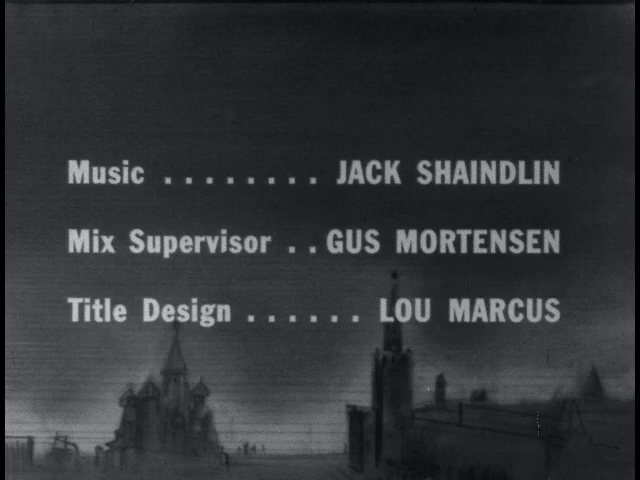 Music ........ JACK SHAINDLIN
Mix Supervisor ..GUS MORTENSEN
Title Design ...... LOU MARCUS